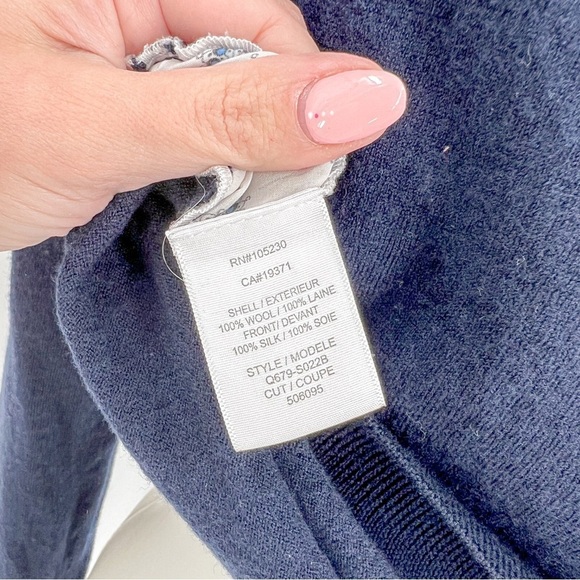 RN#105230
CA#19371
SHELL / EXTERIEUR
100% WOOL / 100% LAINE
FRONT/ DEVANT
100% SILK / 100% SOIE
STYLE / MODELE
Q679-S022B
CUT / COUPE
506095